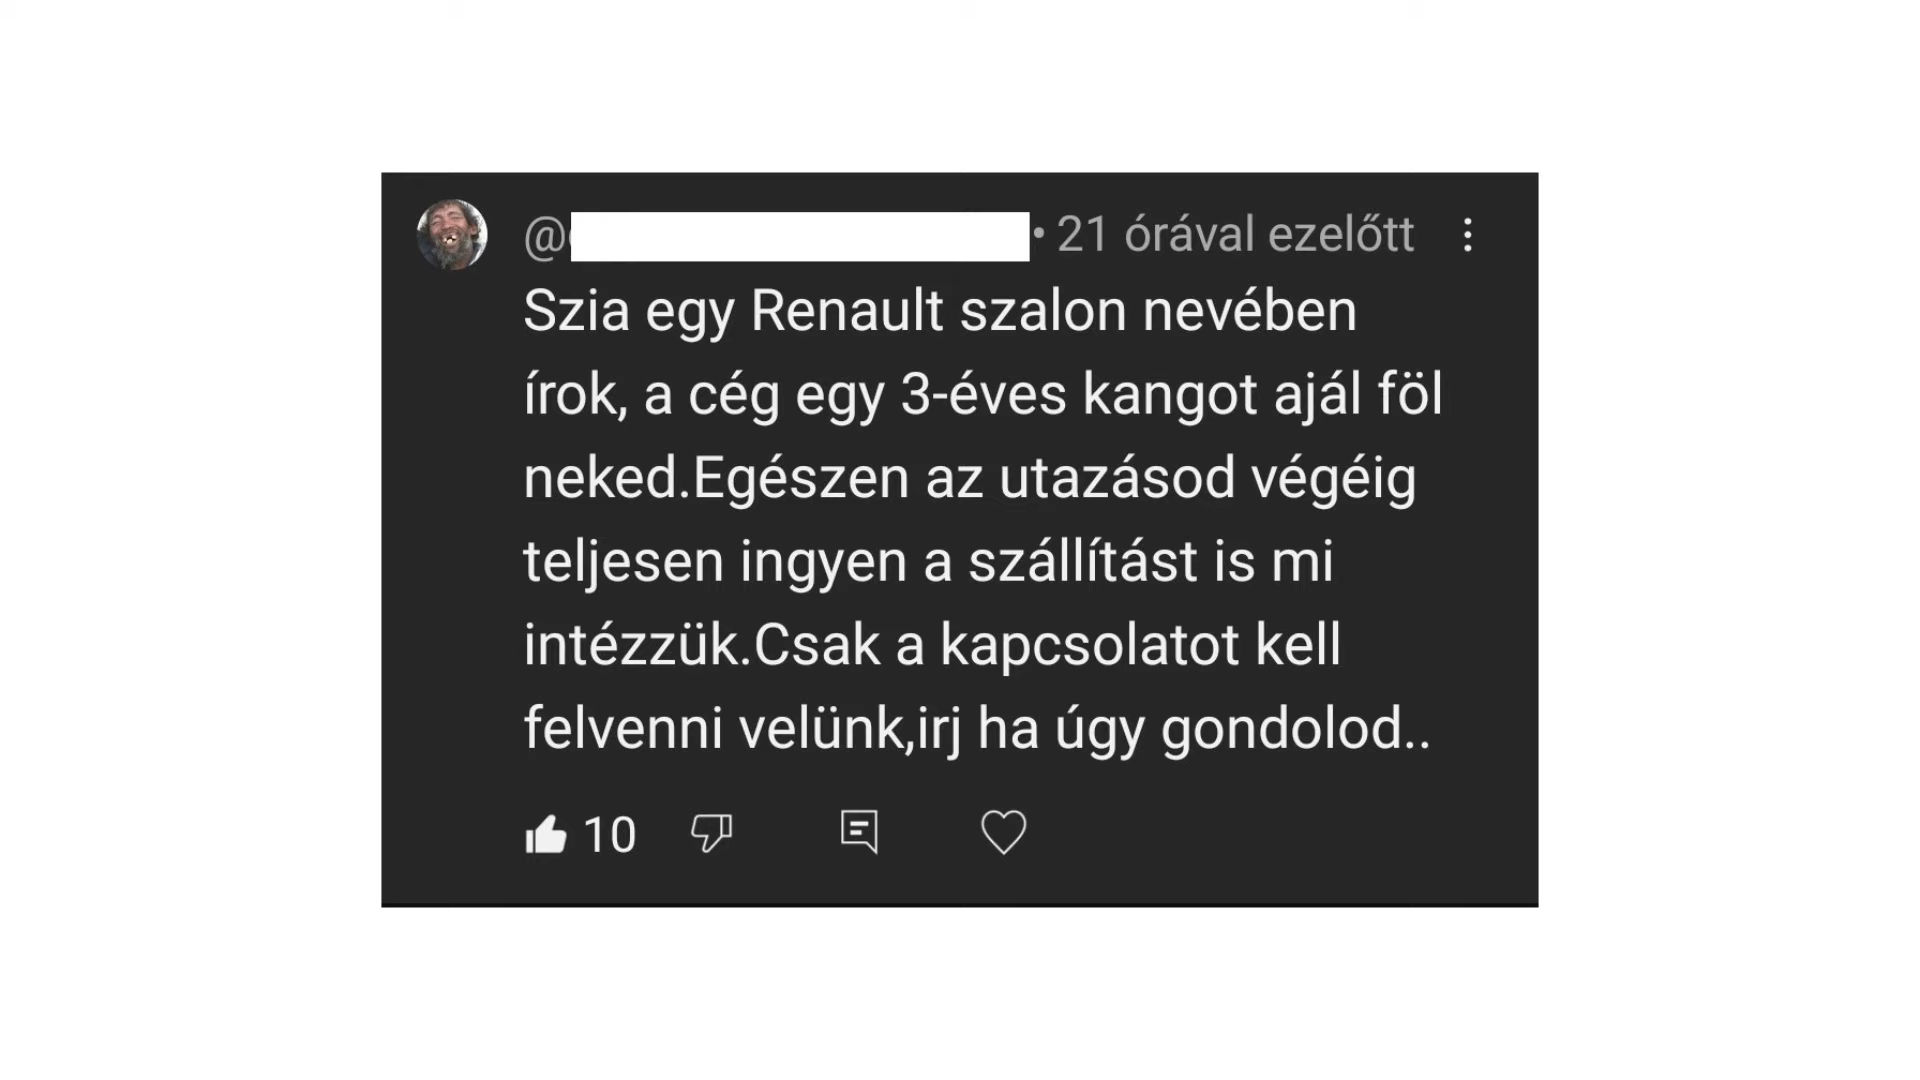 @
• 21 órával ezelőtt
Szia egy Renault szalon nevében
írok, a cég egy 3-éves kangot ajál föl
neked.Egészen az utazásod végéig
teljesen ingyen a szállítást is mi
intézzük.Csak a kapcsolatot kell
felvenni velünk,irj ha úgy gondolod..
10